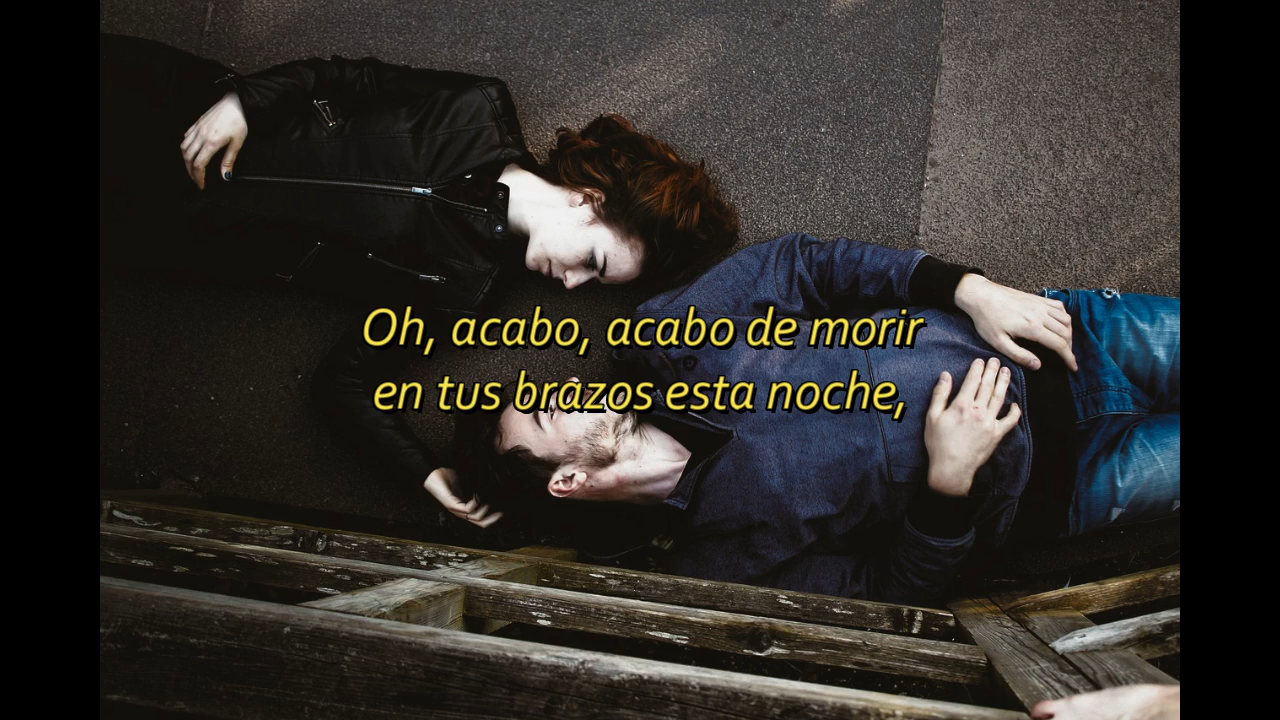 Oh, acabo, acabo de morir
en tus brazos esta noche,